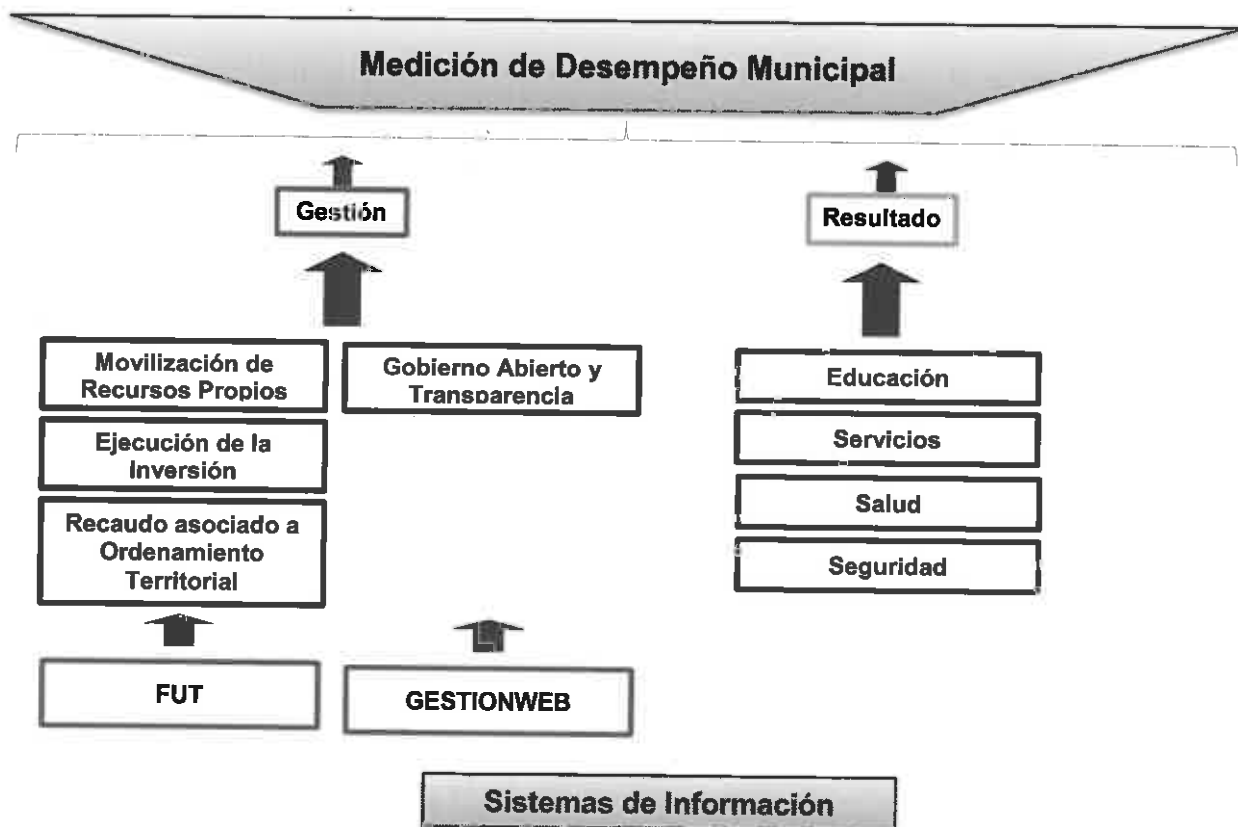 Medición de Desempeño Municipal
Gestión
Resultado
Movilización de
Recursos Propios
Gobierno Abierto y
Transparencia
Ejecución de la
Inversión
Recaudo asociado a
Ordenamiento
Territorial
Educación
Servicios
Salud
Seguridad
FUT
GESTIONWEB
Sistemas de Información